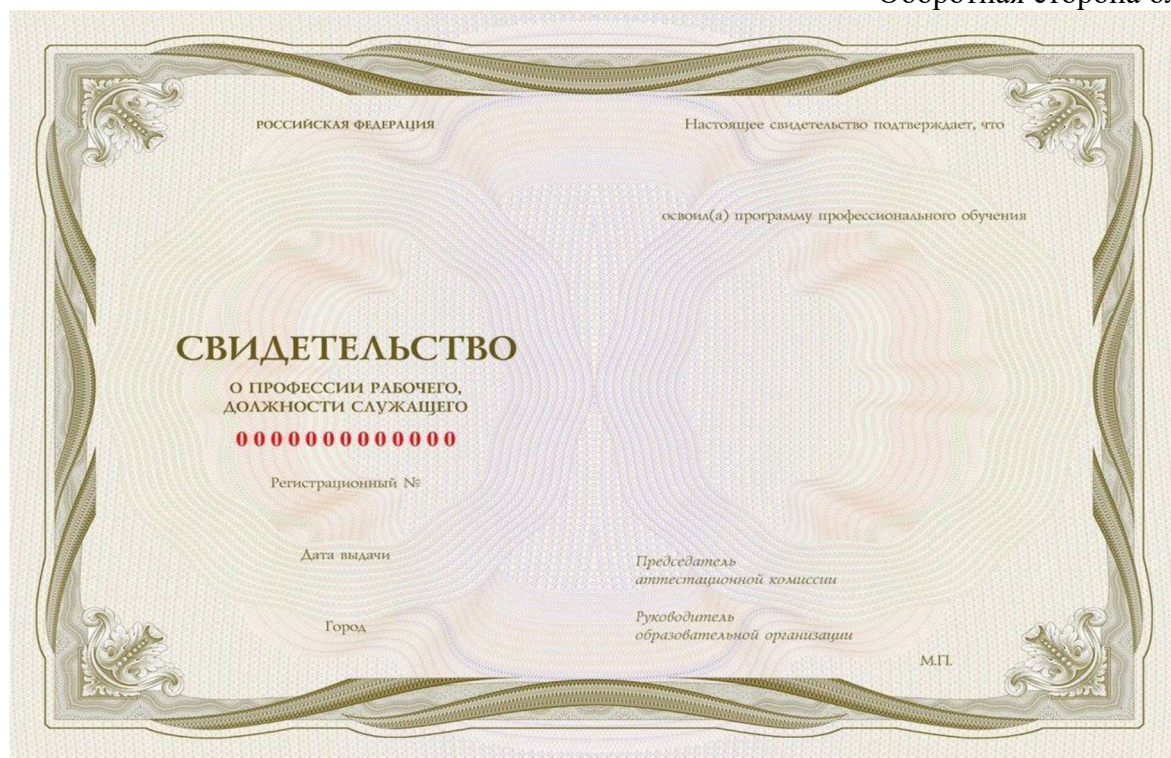 Оборотная сторона
РОССИЙСКАЯ ФЕДЕРАЦИЯ
СВИДЕТЕЛЬСТВО
О ПРОФЕССИИ РАБОЧЕГО,
ДОЛЖНОСТИ СЛУЖАЩЕГО
0000000000000
Регистрационный №
Дата выдачи
Город
Настоящее свидетельство подтверждает, что
освоил(а) программу профессионального обучения
Председатель
аттестационной комиссии
Руководитель
образовательной организации
М.П.